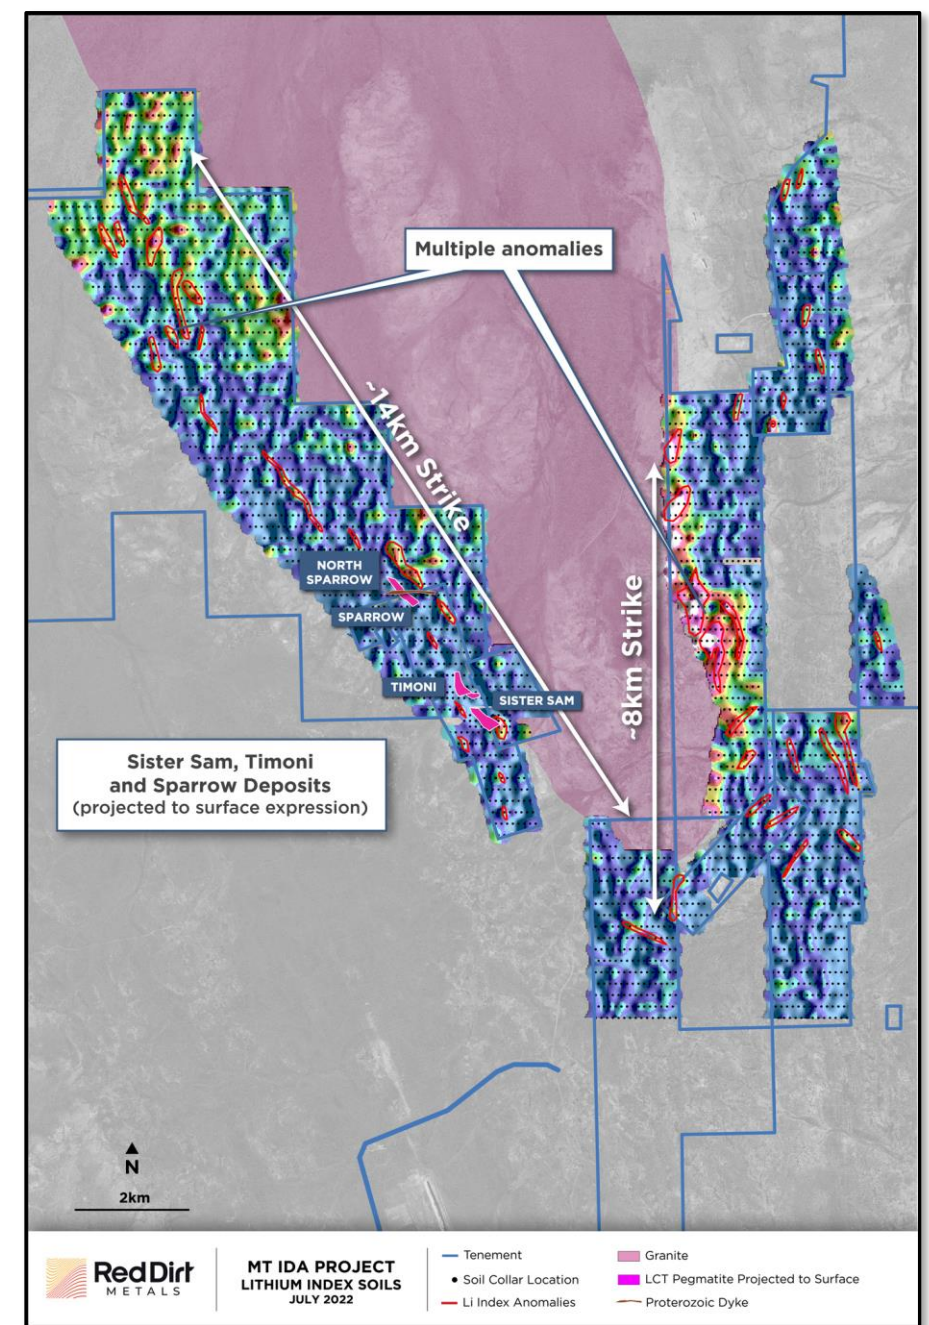 Multiple anomalies
~14km Strike
~8km Strike
NORTH
SPARROW
SPARROW
TIMONI
SISTER SAM
Sister Sam, Timoni
and Sparrow Deposits
(projected to surface expression)
N
2km
Red Dirt
METALS
MT IDA PROJECT
LITHIUM INDEX SOILS
JULY 2022
Tenement
Soil Collar Location
Li Index Anomalies
Granite
LCT Pegmatite Projected to Surface
Proterozoic Dyke